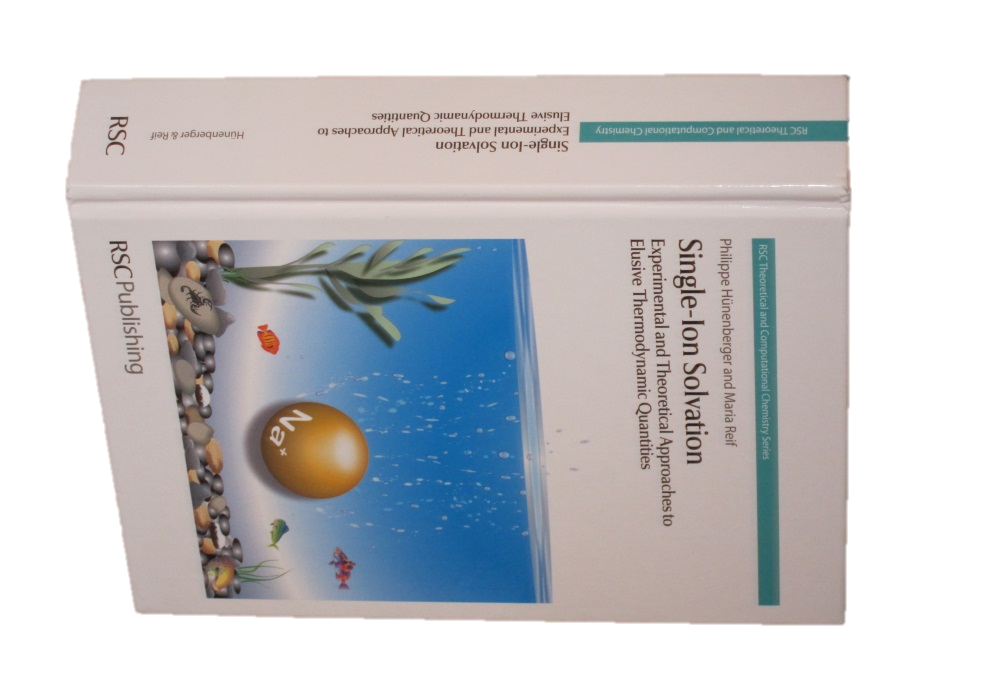 RSC Theoretical and Computational Chemistry Series
Philippe Hünenberger and Maria Reif
Single-Ion Solvation
Experimental and Theoretical Approaches to
Elusive Thermodynamic Quantities
Na+
RSCPublishing
RSC Theoretical and Computational Chemistry
Single-Ion Solvation
Experimental and Theoretical Approaches to
Elusive Thermodynamic Quantities
Hünenberger & Reif
RSC